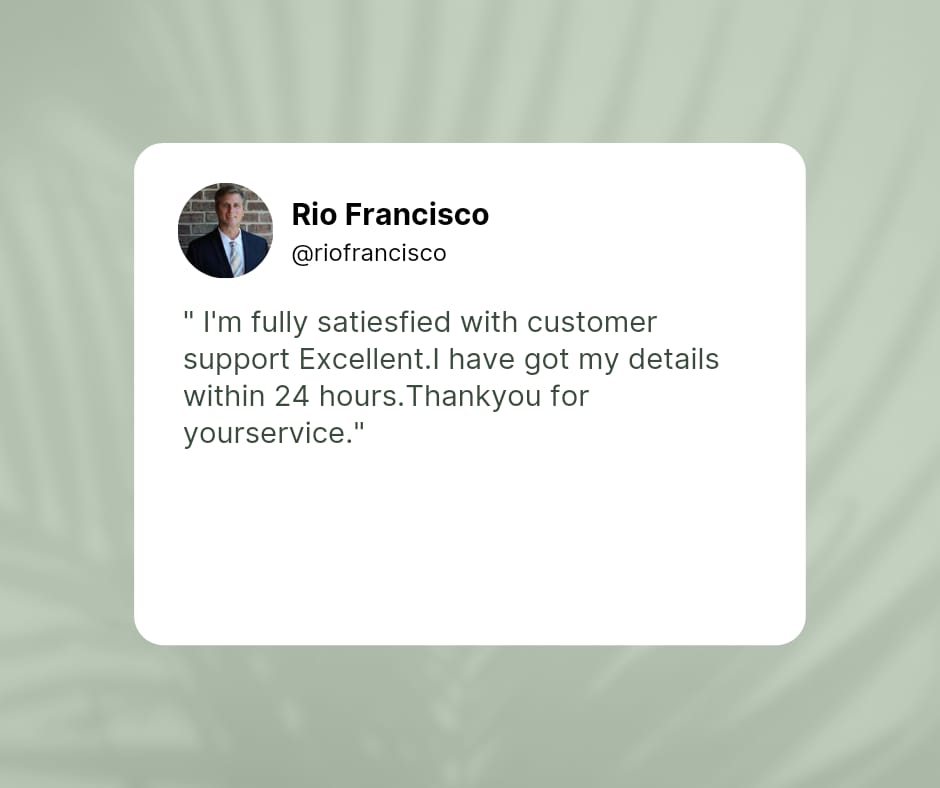 Rio Francisco
@riofrancisco
" I'm fully satiesfied with customer
support Excellent.I have got my details
within 24 hours.Thankyou for
yourservice."